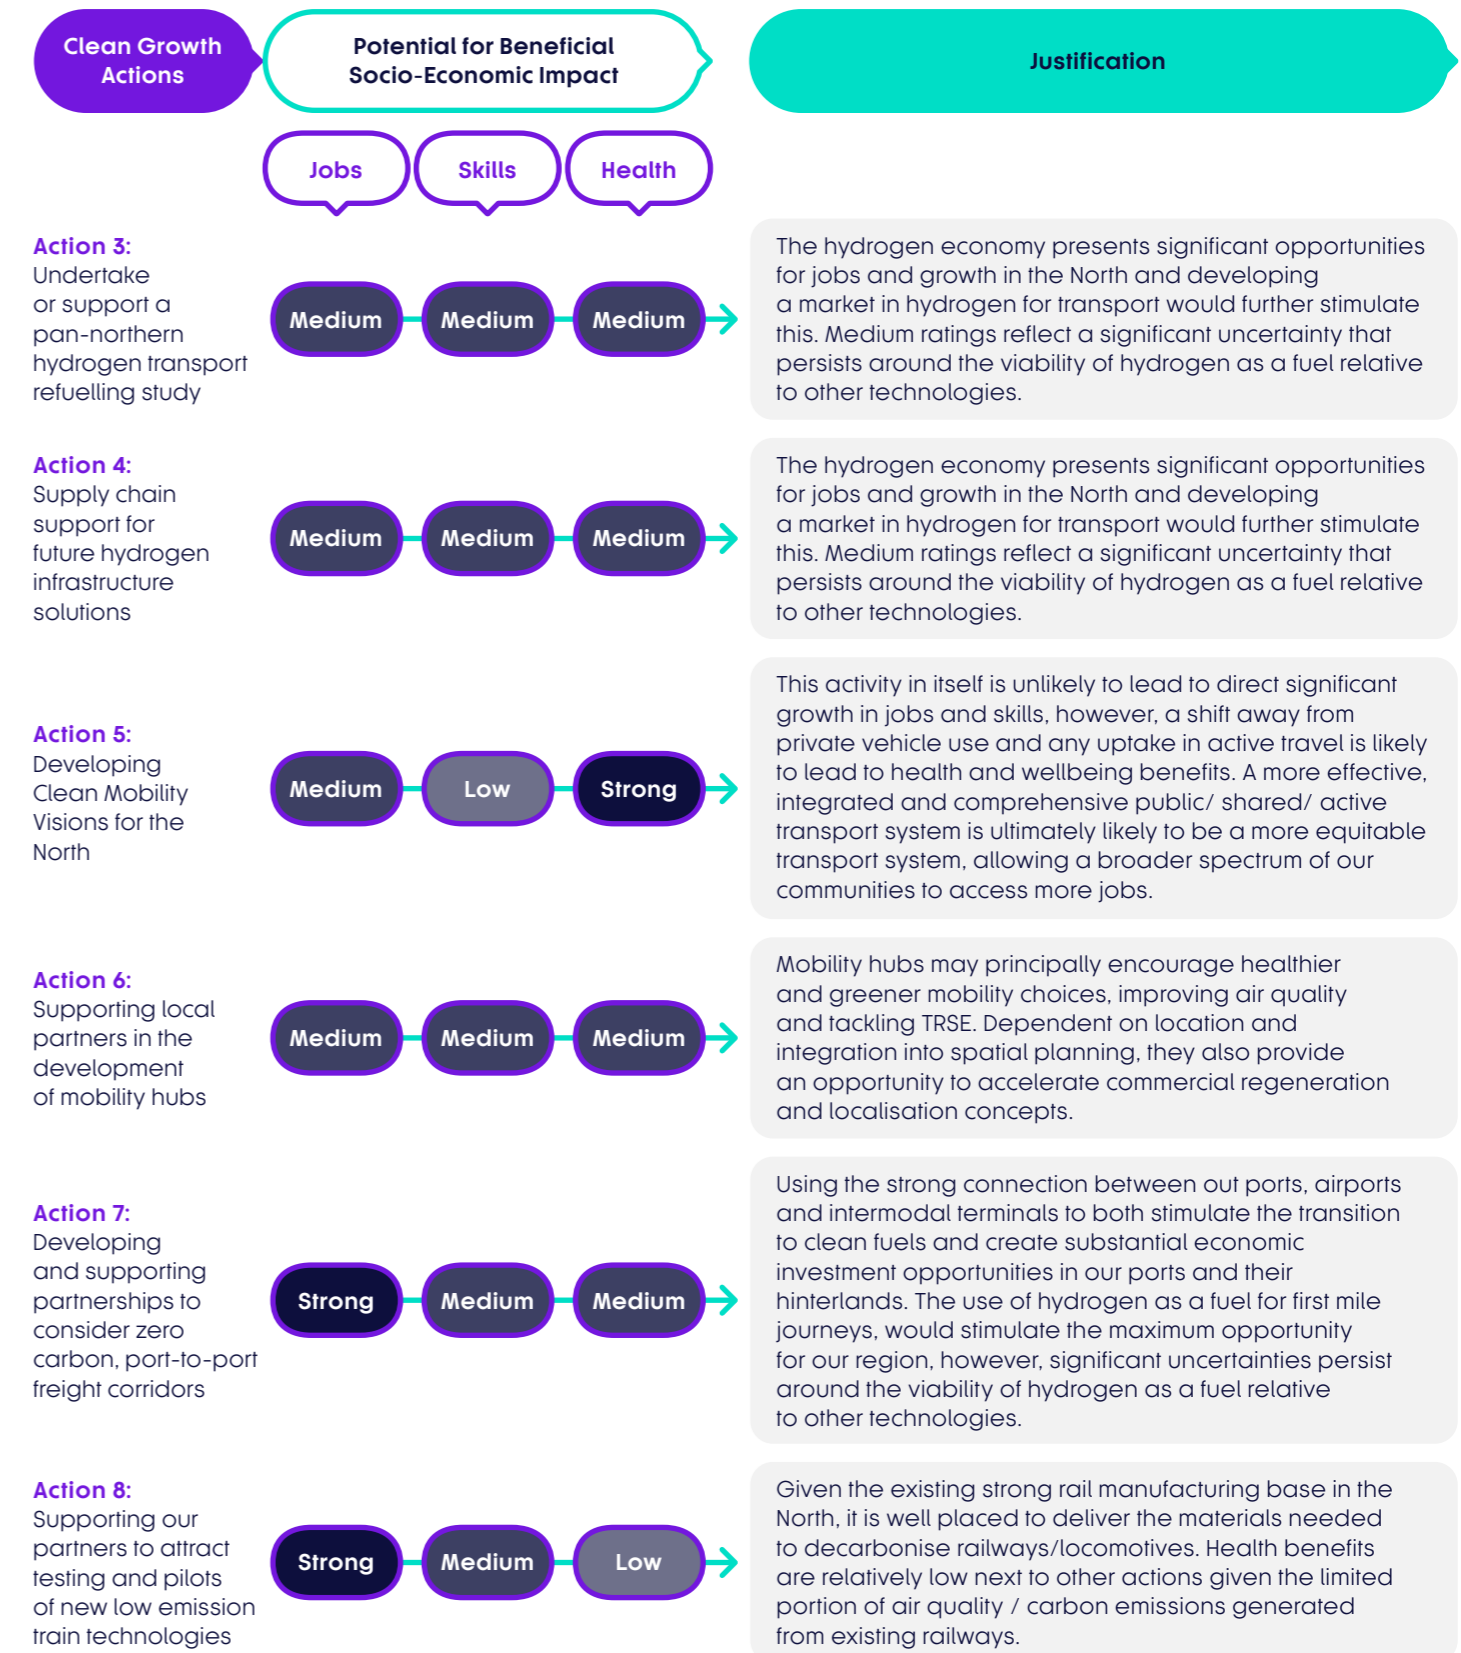 Clean Growth
Actions
Potential for Beneficial
Socio-Economic Impact
Justification
Jobs
Skills
Health
Action 3:
Undertake
or support a
pan-northern
hydrogen transport
refuelling study
Medium
Medium
Medium
The hydrogen economy presents significant opportunities
for jobs and growth in the North and developing
a market in hydrogen for transport would further stimulate
this. Medium ratings reflect a significant uncertainty that
persists around the viability of hydrogen as a fuel relative
to other technologies.
Action 4:
Supply chain
support for
future hydrogen
infrastructure
solutions
Medium
Medium
Medium
The hydrogen economy presents significant opportunities
for jobs and growth in the North and developing
a market in hydrogen for transport would further stimulate
this. Medium ratings reflect a significant uncertainty that
persists around the viability of hydrogen as a fuel relative
to other technologies.
Action 5:
Developing
Clean Mobility
Visions for the
North
Medium
Low
Strong
This activity in itself is unlikely to lead to direct significant
growth in jobs and skills, however, a shift away from
private vehicle use and any uptake in active travel is likely
to lead to health and wellbeing benefits. A more effective,
integrated and comprehensive public/ shared/ active
transport system is ultimately likely to be a more equitable
transport system, allowing a broader spectrum of our
communities to access more jobs.
Action 6:
Supporting local
partners in the
development
of mobility hubs
Medium
Medium
Medium
Mobility hubs may principally encourage healthier
and greener mobility choices, improving air quality
and tackling TRSE. Dependent on location and
integration into spatial planning, they also provide
an opportunity to accelerate commercial regeneration
and localisation concepts.
Action 7:
Developing
and supporting
partnerships to
consider zero
carbon, port-to-port
freight corridors
Strong
Medium
Medium
Using the strong connection between out ports, airports
and intermodal terminals to both stimulate the transition
to clean fuels and create substantial economic
investment opportunities in our ports and their
hinterlands. The use of hydrogen as a fuel for first mile
journeys, would stimulate the maximum opportunity
for our region, however, significant uncertainties persist
around the viability of hydrogen as a fuel relative
to other technologies.
Action 8:
Supporting our
partners to attract
testing and pilots
of new low emission
train technologies
Strong
Medium
Low
Given the existing strong rail manufacturing base in the
North, it is well placed to deliver the materials needed
to decarbonise railways/locomotives. Health benefits
are relatively low next to other actions given the limited
portion of air quality / carbon emissions generated
from existing railways.